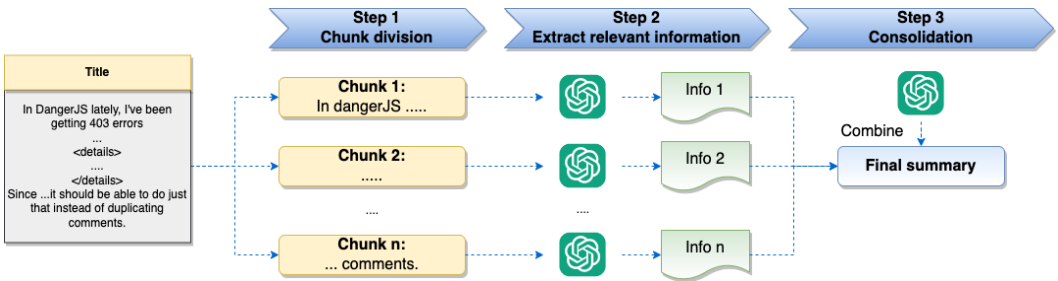 Step 1
Chunk division
Step 2
Extract relevant information
Step 3
Consolidation
Title
In DangerJS lately, I've been
getting 403 errors
...
<details>
....
</details>
Since ...it should be able to do just
that instead of duplicating
comments.
Chunk 1:
In dangerJS .....
Info 1
Chunk 2:
.....
Info 2
....
....
Chunk n:
... comments.
Info n
Combine
Final summary